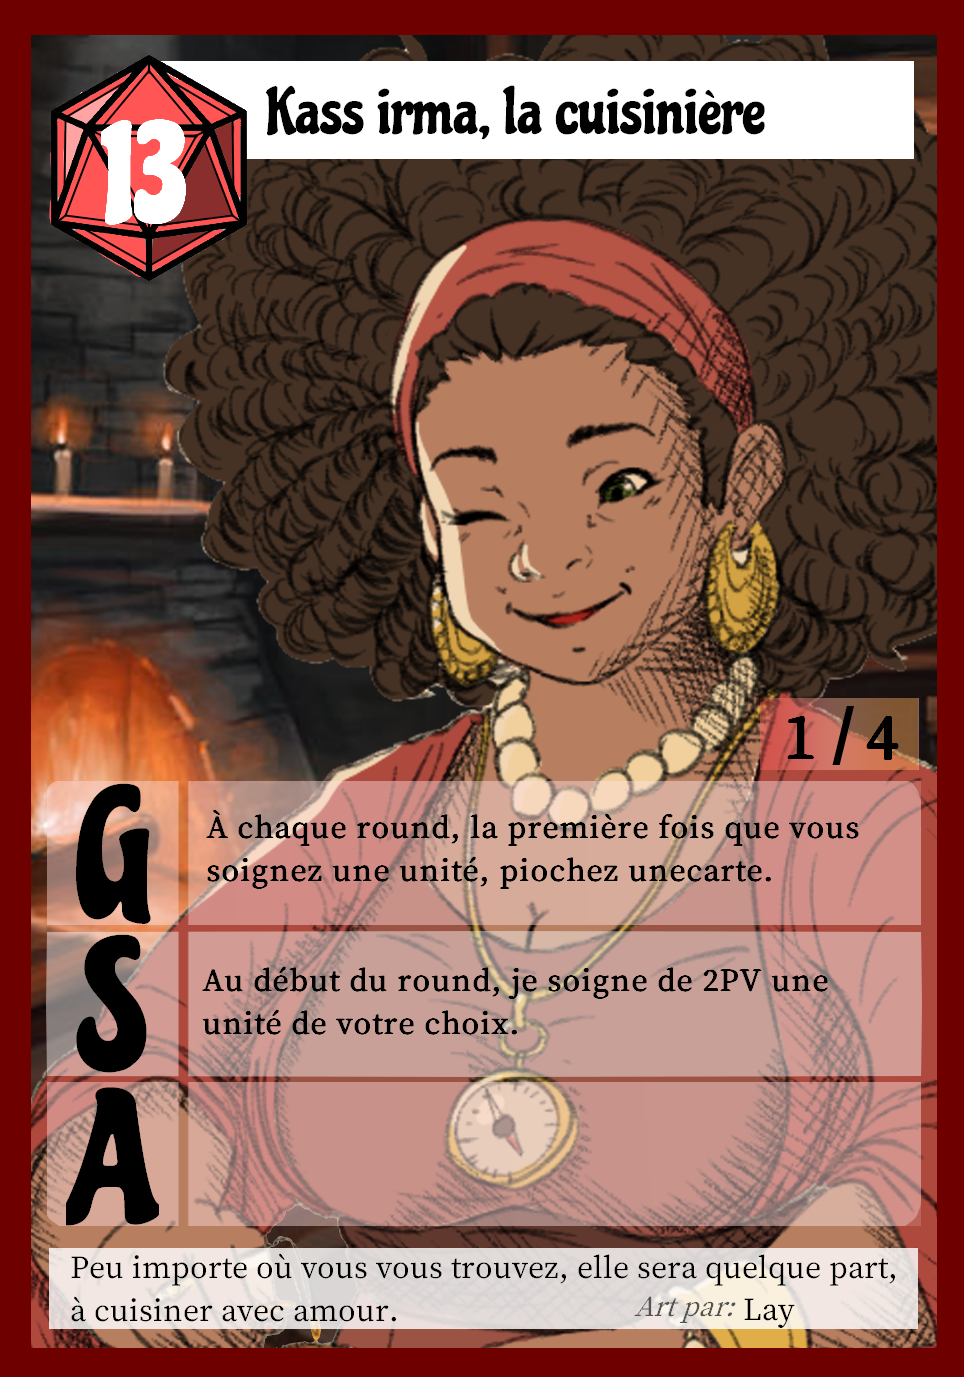 13
Kass irma, la cuisinière
1/4
G
À chaque round, la première fois que vous
soignez une unité, piochez unecarte.
S
Au début du round, je soigne de 2PV une
unité de votre choix.
A
Peu importe où vous vous trouvez, elle sera quelque part,
à cuisiner avec amour.
Art par: Lay